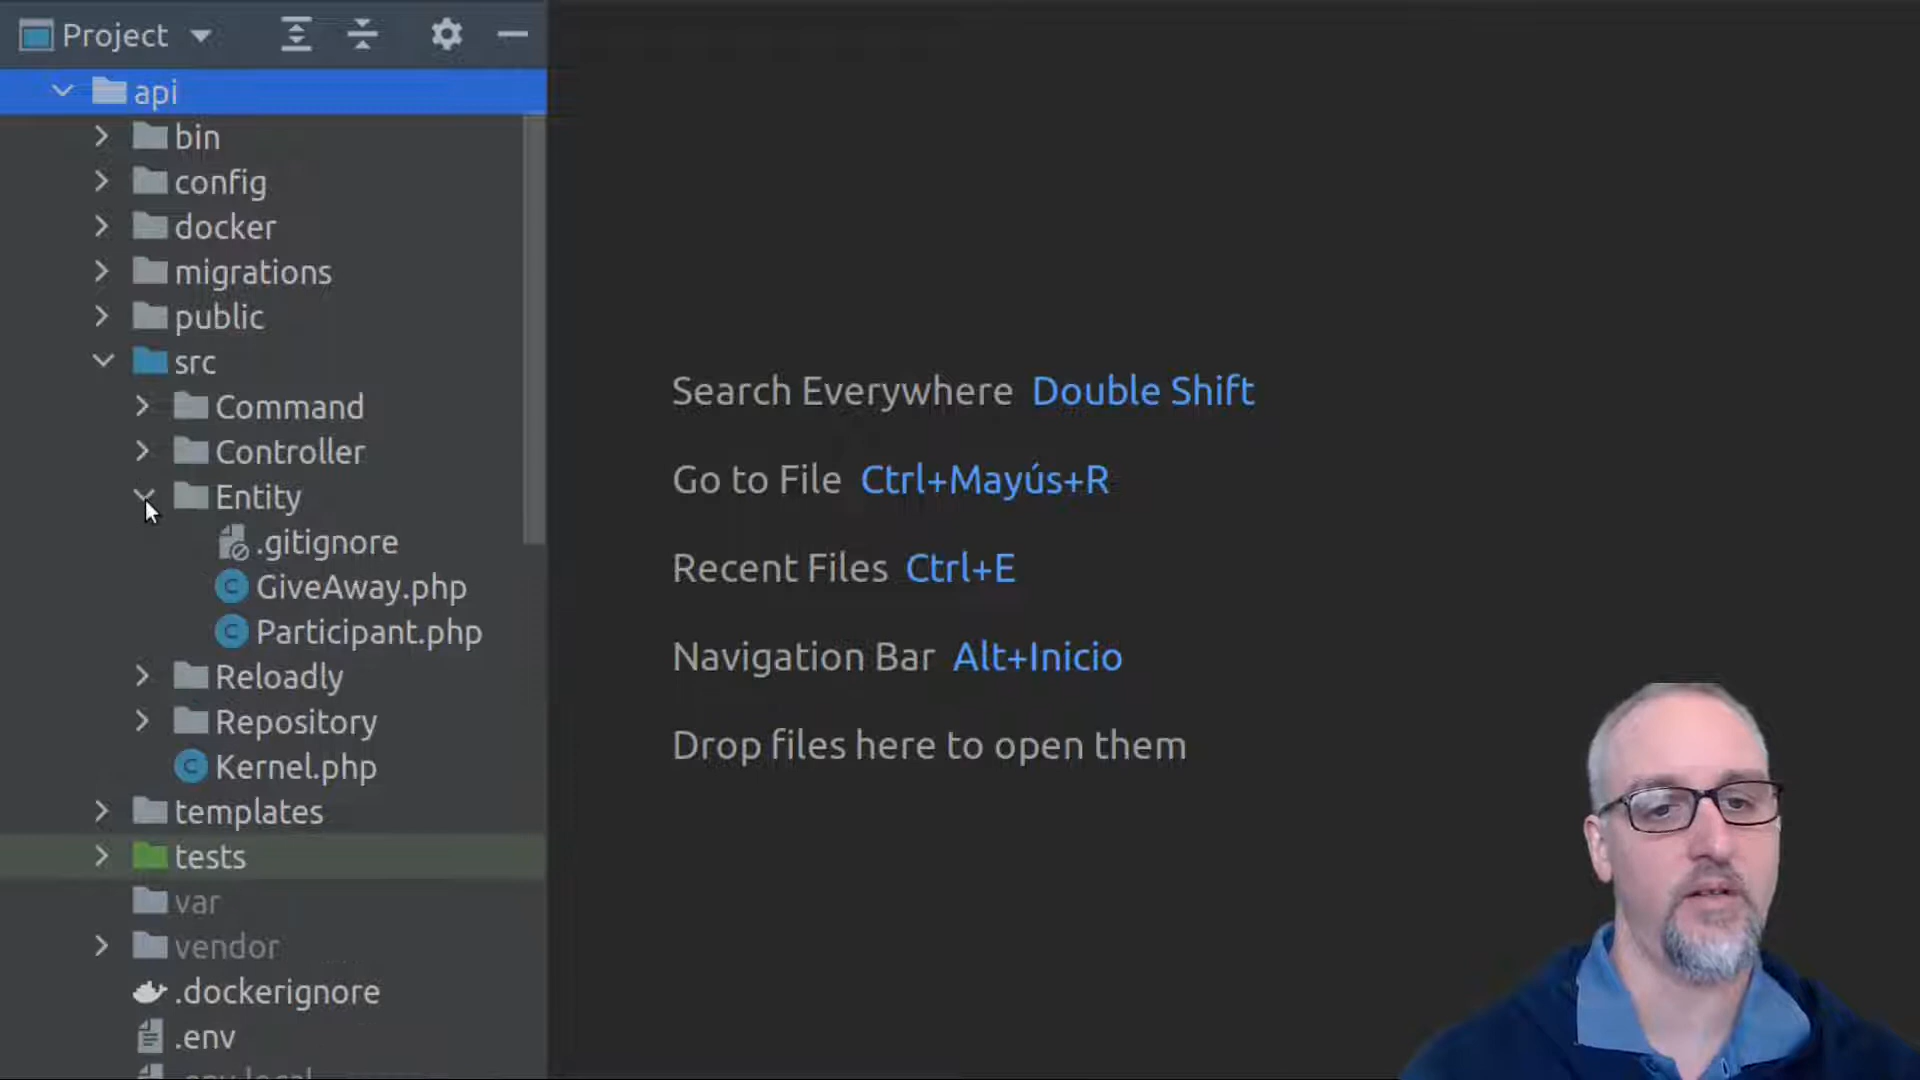 Project
api
bin
config
docker
migrations
public
src
Command
Controller
Entity
.gitignore
GiveAway.php
Participant.php
Reloadly
Repository
Kernel.php
templates
tests
var
vendor
.dockerignore
.env
.env.local
Search Everywhere Double Shift
Go to File Ctrl+Mayús+R
Recent Files Ctrl+E
Navigation Bar Alt+Inicio
Drop files here to open them